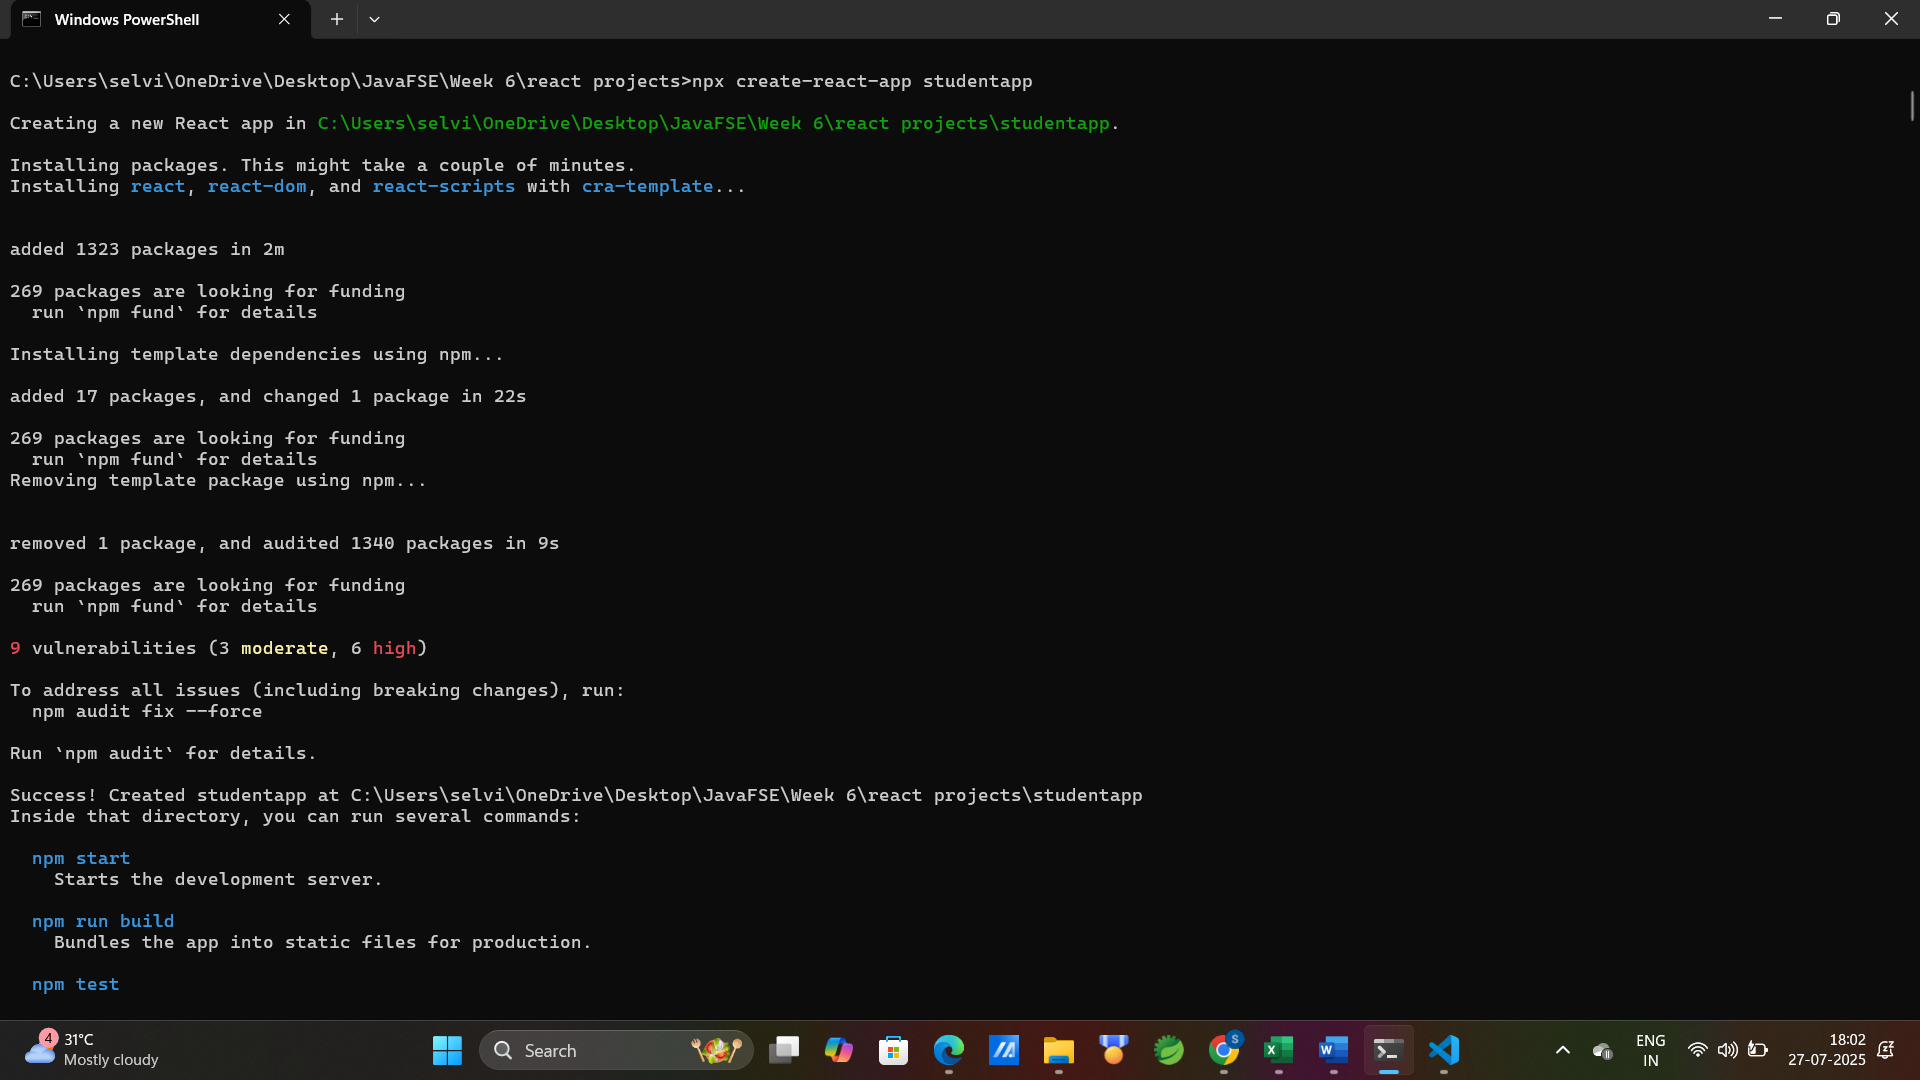 Windows PowerShell
C:\Users\selvi\OneDrive\Desktop\JavaFSE\Week 6\react projects>npx create-react-app studentapp
Creating a new React app in C:\Users\selvi\OneDrive\Desktop\JavaFSE\Week 6\react projects\studentapp.
Installing packages. This might take a couple of minutes.
Installing react, react-dom, and react-scripts with cra-template...
added 1323 packages in 2m
269 packages are looking for funding
  run `npm fund` for details
Installing template dependencies using npm...
added 17 packages, and changed 1 package in 22s
269 packages are looking for funding
  run `npm fund` for details
Removing template package using npm...
removed 1 package, and audited 1340 packages in 9s
269 packages are looking for funding
  run `npm fund` for details
9 vulnerabilities (3 moderate, 6 high)
To address all issues (including breaking changes), run:
  npm audit fix --force
Run `npm audit` for details.
Success! Created studentapp at C:\Users\selvi\OneDrive\Desktop\JavaFSE\Week 6\react projects\studentapp
Inside that directory, you can run several commands:
  npm start
    Starts the development server.
  npm run build
    Bundles the app into static files for production.
  npm test
4
31°C
Mostly cloudy
Search
S
ENG
IN
18:02
27-07-2025